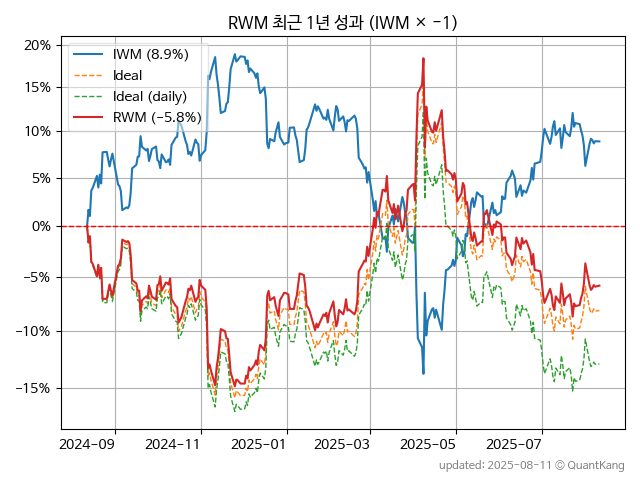 RWM 최근 1년 성과 (IWM × −1)
20%
15%
10%
5%
0%
−5%
−10%
−15%
IWM (8.9%)
Ideal
Ideal (daily)
RWM (−5.8%)
2024-09
2024-11
2025-01
2025-03
2025-05
2025-07
updated: 2025-08-11 © QuantKang